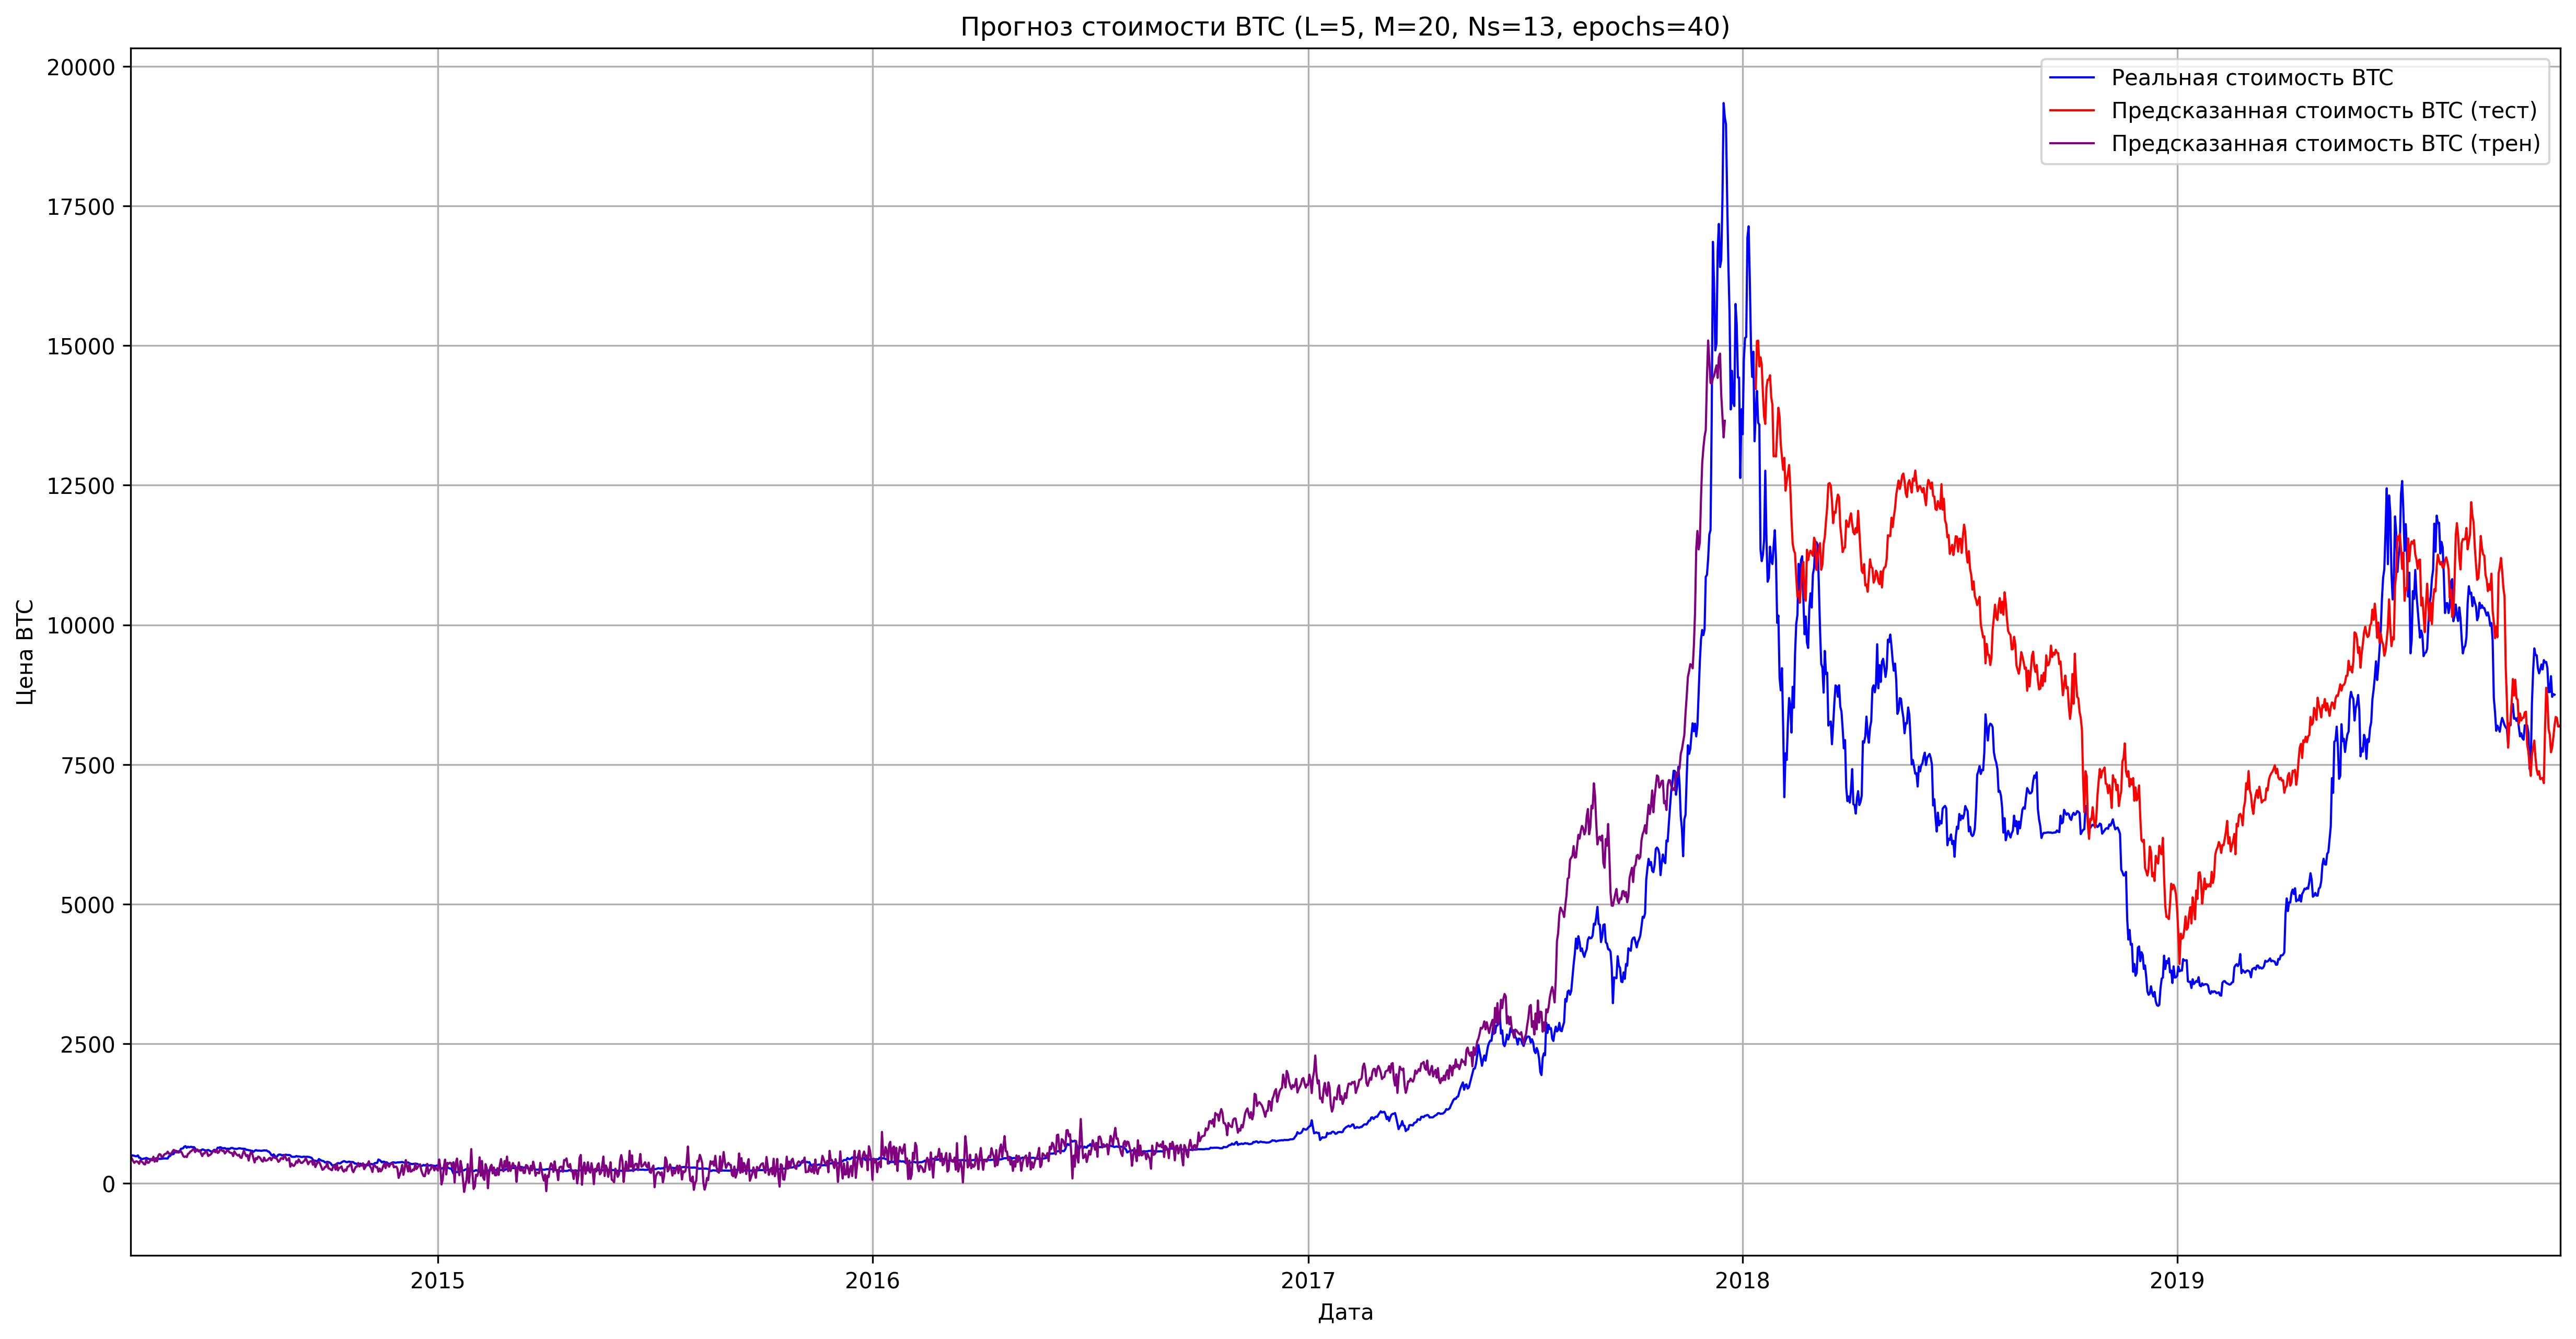 Прогноз стоимости BTC (L=5, M=20, Ns=13, epochs=40)
20000
17500
15000
12500
10000
7500
5000
2500
0
Цена BTC
Реальная стоимость BTC
Предсказанная стоимость BTC (тест)
Предсказанная стоимость BTC (трен)
2015 2016 2017 2018 2019
Дата